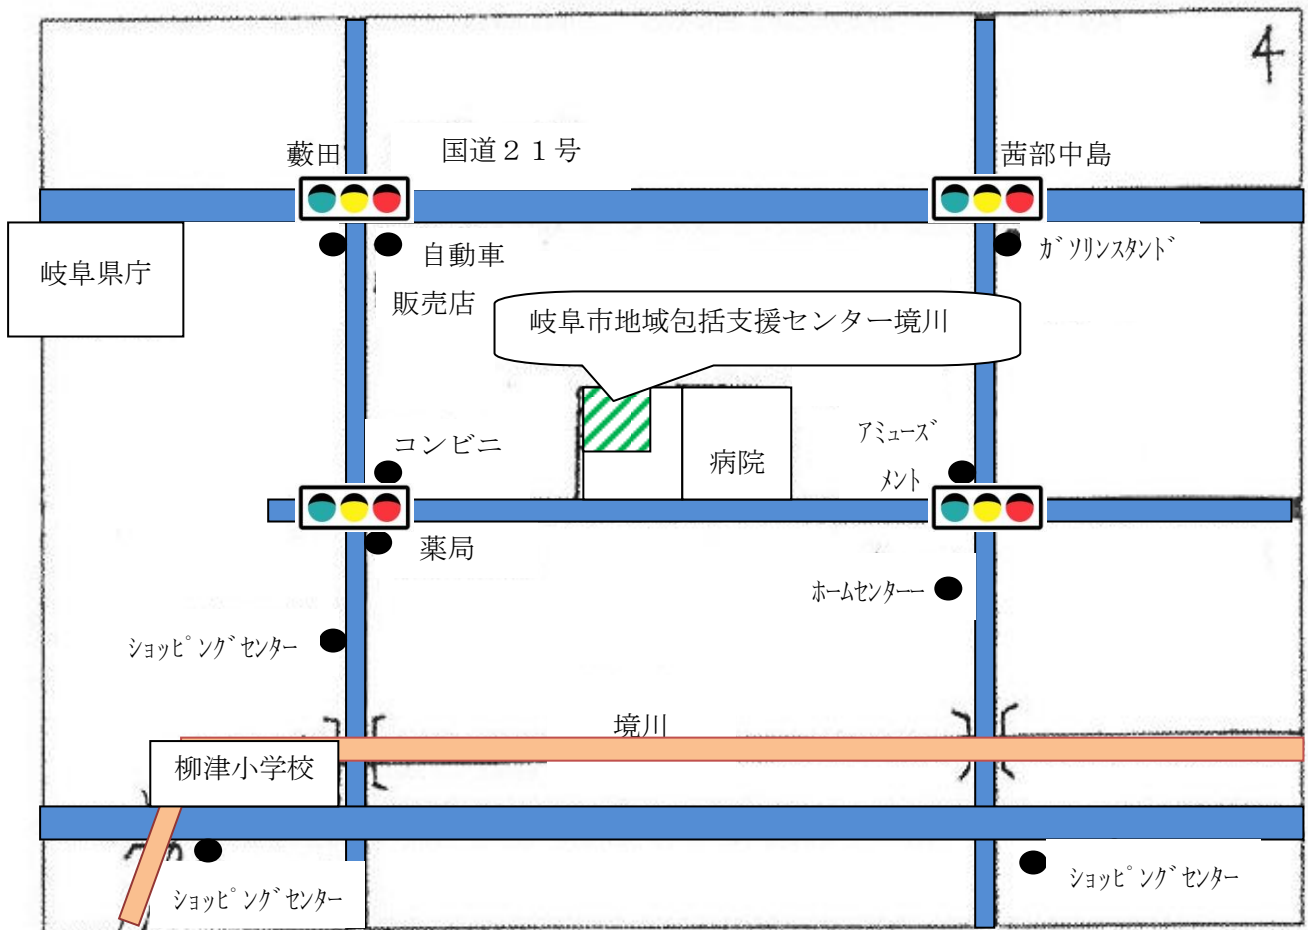 4
藪田
国道２１号
茜部中島
岐阜県庁
自動車
販売店
ｶﾞｿﾘﾝｽﾀﾝﾄﾞ
岐阜市地域包括支援センター境川
コンビニ
病院
ｱﾐｭｰｽﾞ
ﾒﾝﾄ
薬局
ﾎｰﾑｾﾝﾀｰー
ｼｮｯﾋﾟﾝｸﾞｾﾝﾀｰ
境川
柳津小学校
ｼｮｯﾋﾟﾝｸﾞｾﾝﾀｰ
ｼｮｯﾋﾟﾝｸﾞｾﾝﾀｰ